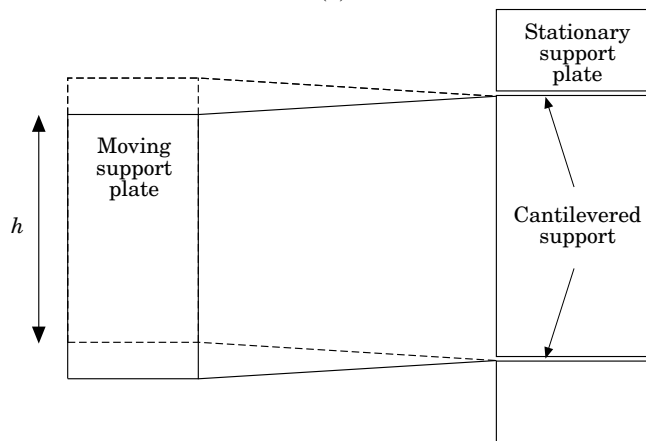 Stationary
support
plate
Moving
support
plate
h
Cantilevered
support